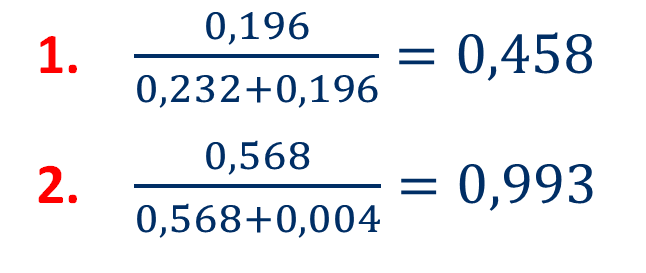 1. 0,196
0,232+0,196 = 0,458
2. 0,568
0,568+0,004 = 0,993